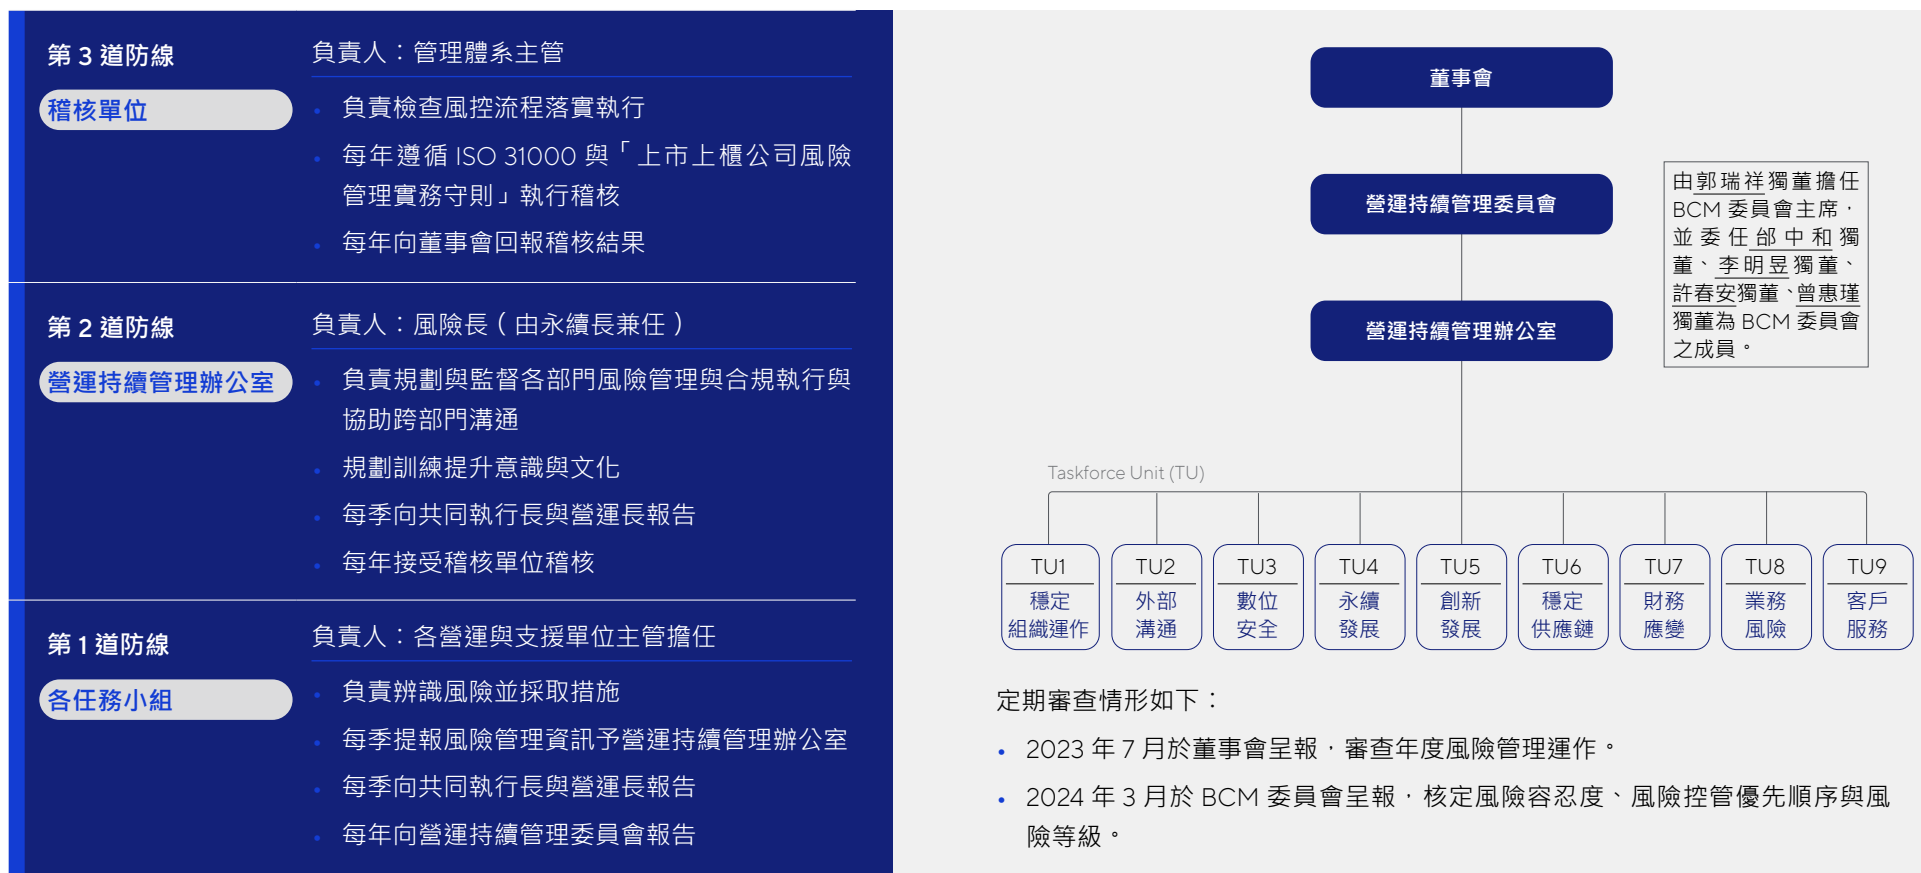 第 3 道防線
稽核單位
負責人：管理體系主管
負責檢查風控流程落實執行
每年遵循 ISO 31000 與「上市上櫃公司風險
管理實務守則」執行稽核
每年向董事會回報稽核結果
第 2 道防線
營運持續管理辦公室
負責人：風險長（由永續長兼任）
負責規劃與監督各部門風險管理與合規執行與
協助跨部門溝通
規劃訓練提升意識與文化
每季向共同執行長與營運長報告
每年接受稽核單位稽核
第 1 道防線
各任務小組
負責人：各營運與支援單位主管擔任
負責辨識風險並採取措施
每季提報風險管理資訊予營運持續管理辦公室
每季向共同執行長與營運長報告
每年向營運持續管理委員會報告
董事會
營運持續管理委員會
營運持續管理辦公室
由郭瑞祥獨董擔任
BCM 委員會主席，
並委任邰中和獨
董、李明昱獨董、
許春安獨董、曾惠瑾
獨董為 BCM 委員會
之成員。
Taskforce Unit (TU)
TU1
穩定
組織運作
TU2
外部
溝通
TU3
數位
安全
TU4
永續
發展
TU5
創新
發展
TU6
穩定
供應鏈
TU7
財務
應變
TU8
業務
風險
TU9
客戶
服務
定期審查情形如下：
2023 年 7 月於董事會呈報，審查年度風險管理運作。
2024 年 3 月於 BCM 委員會呈報，核定風險容忍度、風險控管優先順序與風
險等級。